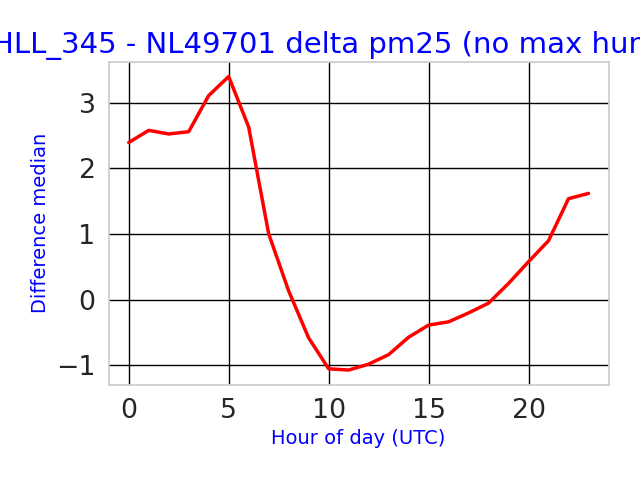 HLL_345 - NL49701 delta pm25 (no max hum
Difference median
3
2
1
0
−1
0 5 10 15 20
Hour of day (UTC)